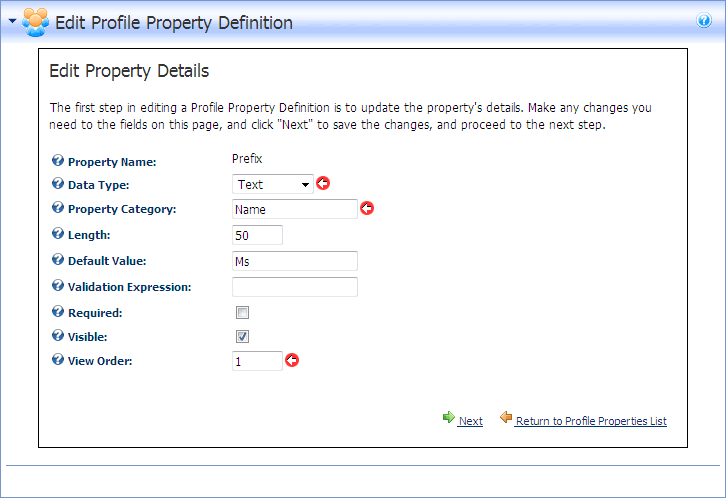 Edit Profile Property Definition
Edit Property Details
The first step in editing a Profile Property Definition is to update the property's details. Make any changes you
need to the fields on this page, and click "Next" to save the changes, and proceed to the next step.
Property Name: Prefix
Data Type: Text
Property Category: Name
Length: 50
Default Value: Ms
Validation Expression:
Required:
Visible:
View Order: 1
Next Return to Profile Properties List